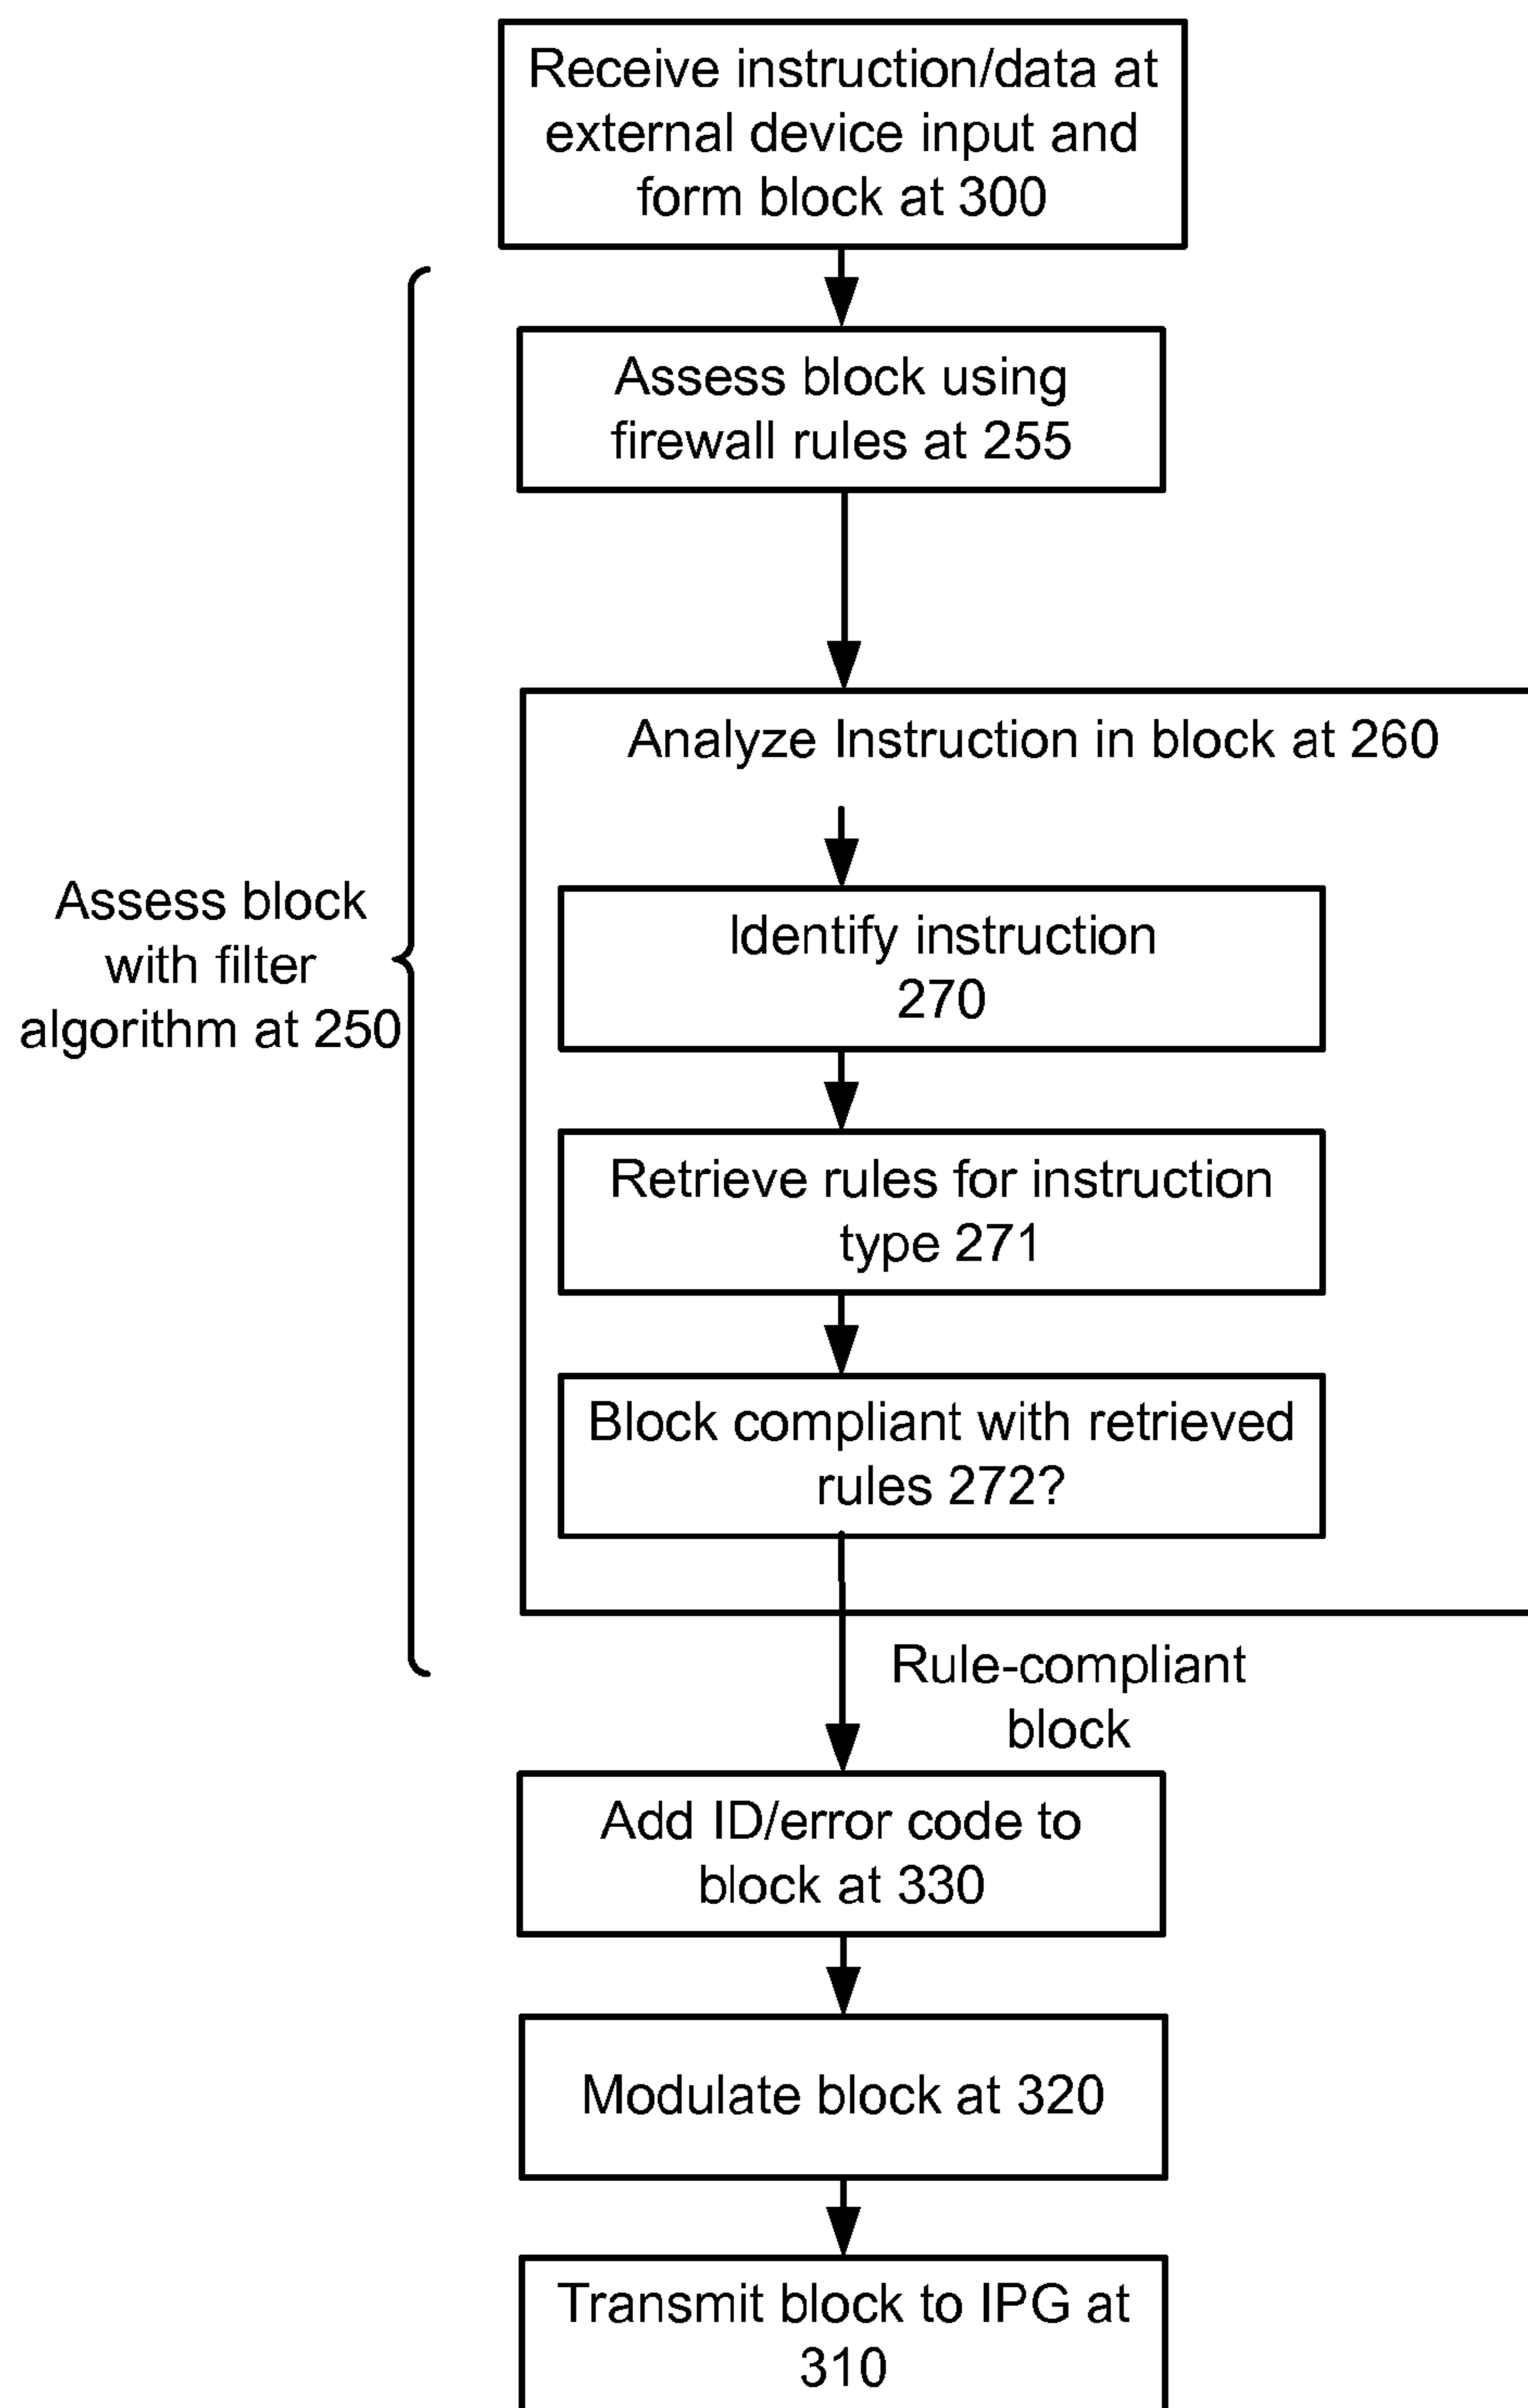 Receive instruction/data at
external device input and
form block at 300
Assess block using
firewall rules at 255
Analyze Instruction in block at 260
Assess block
with filter
algorithm at 250
Identify instruction
270
Retrieve rules for instruction
type 271
Block compliant with retrieved
rules 272?
Rule-compliant
block
Add ID/error code to
block at 330
Modulate block at 320
Transmit block to IPG at
310